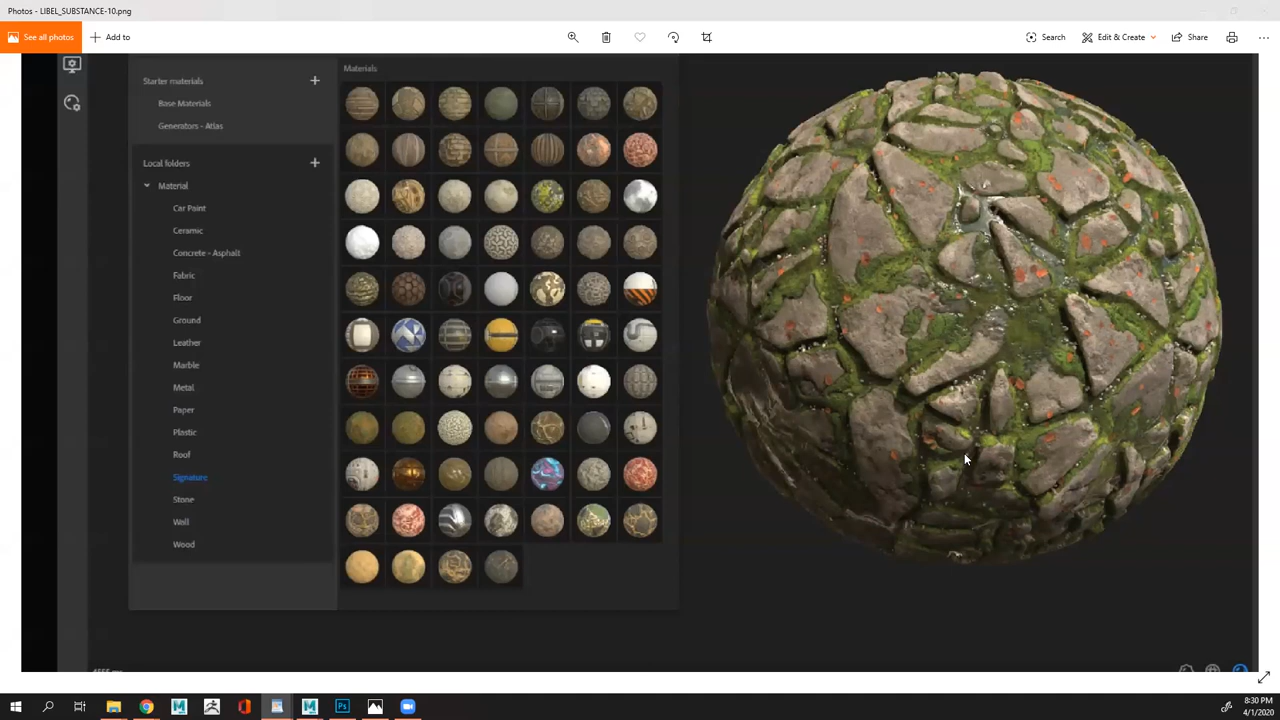 Photos - LIBEL_SUBSTANCE-10.png
See all photos
Add to
Search
Edit & Create
Share
Starter materials
Base Materials
Generators - Atlas
Local folders
Material
Car Paint
Ceramic
Concrete - Asphalt
Fabric
Floor
Ground
Leather
Marble
Metal
Paper
Plastic
Roof
Signature
Stone
Wall
Wood
Materials
8:30 PM
4/1/2020